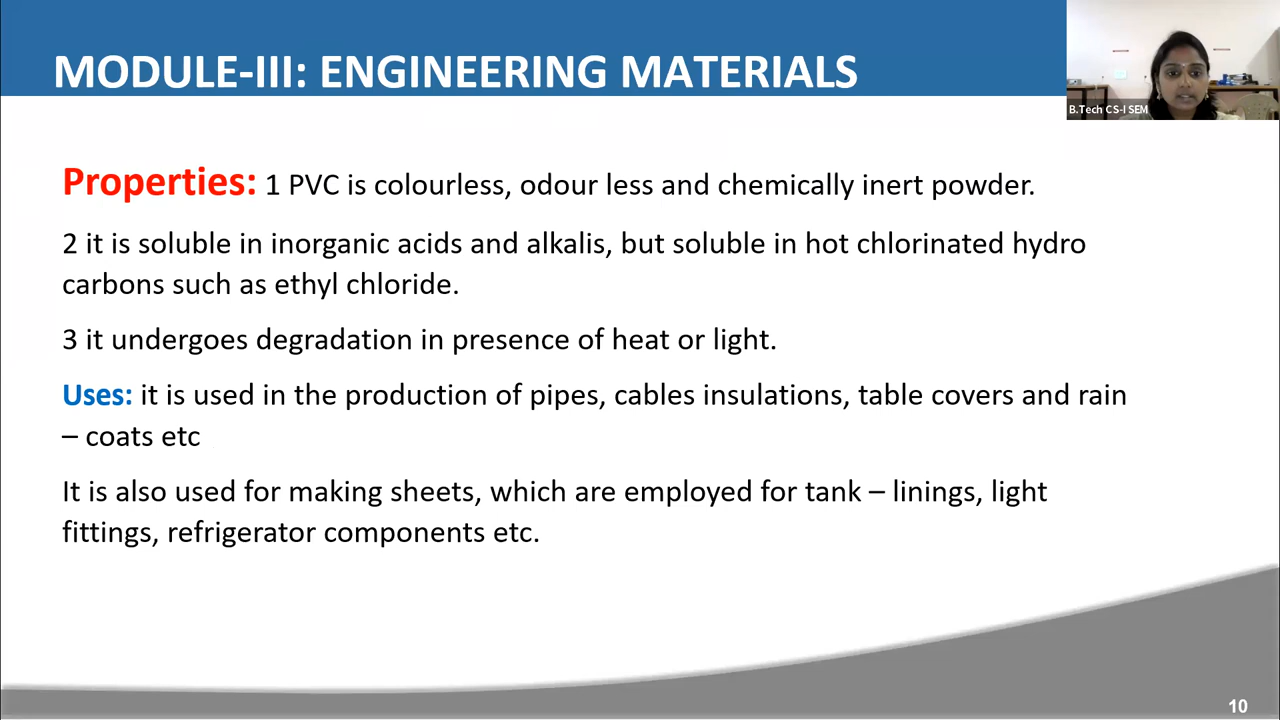 MODULE-III: ENGINEERING MATERIALS
B.Tech CS-I SEM
Properties: 1 PVC is colourless, odour less and chemically inert powder.
2 it is soluble in inorganic acids and alkalis, but soluble in hot chlorinated hydro
carbons such as ethyl chloride.
3 it undergoes degradation in presence of heat or light.
Uses: it is used in the production of pipes, cables insulations, table covers and rain
– coats etc
It is also used for making sheets, which are employed for tank – linings, light
fittings, refrigerator components etc.
10